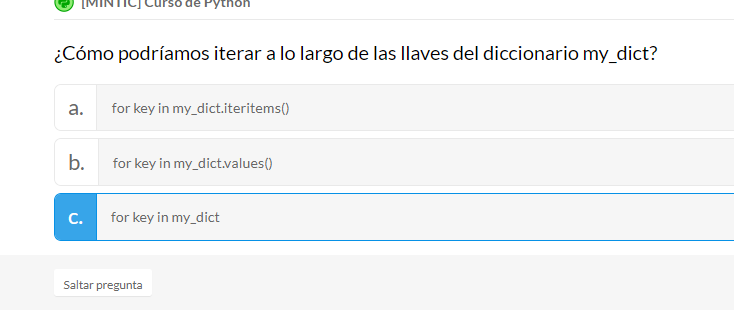 [MINTIC] Curso de Python
¿Cómo podríamos iterar a lo largo de las llaves del diccionario my_dict?
a. for key in my_dict.iteritems()
b. for key in my_dict.values()
c. for key in my_dict
Saltar pregunta